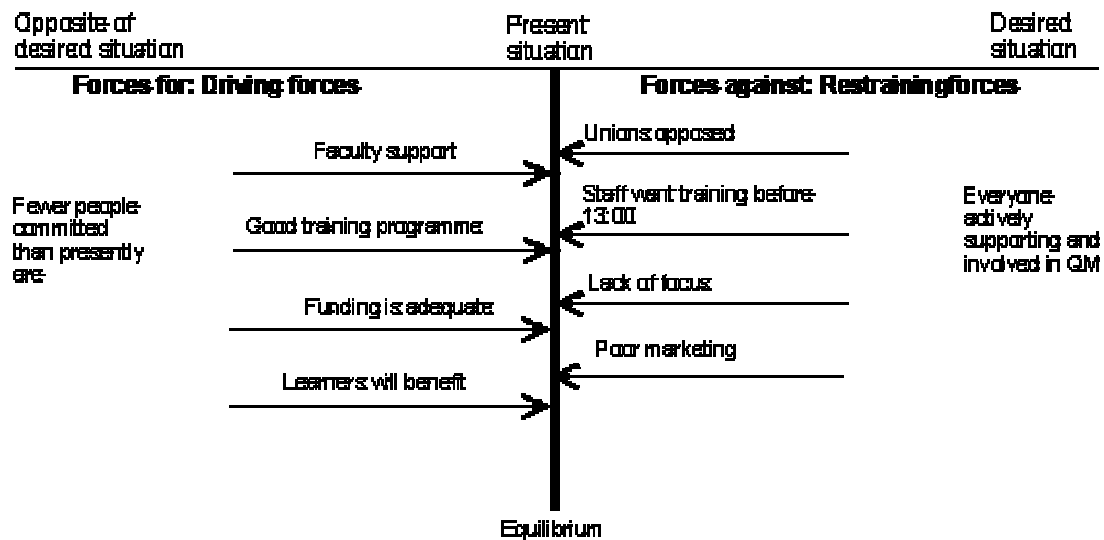 Opposite of
desired situation
Present
situation
Desired
situation
Forces for: Driving forces
Forces against: Restraining forces
Faculty support
Good training programme
Funding is adequate
Learners will benefit
Unions opposed
Staff want training before
13:00
Lack of focus
Poor marketing
Fewer people
committed
than presently
are
Everyone
actively
supporting and
involved in QM
Equilibrium